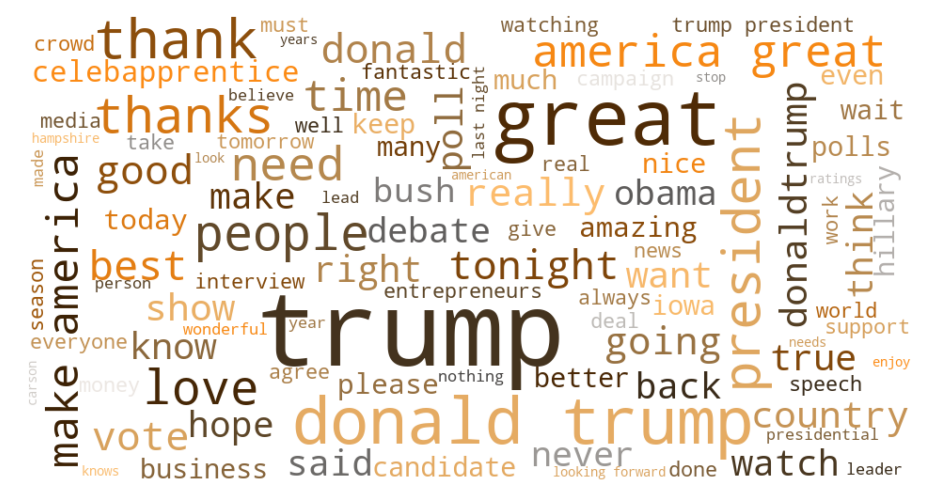 thank
must
years
crowd
donald
watching
trump president
america
great
celebapprentice
fantastic
last night
much
campaign
stop
even
believe
time
poll
great
media
thanks
well
keep
wait
hampshire
take
tomorrow
many
president
donaldtrump
polls
made
good
look
need
real
nice
american
ratings
make america
make
lead
bush
really
obama
work
think
hillary
today
people
debate
give
amazing
best
person
interview
right
tonight
news
want
season
show
entrepreneurs
always
iowa
world
wonderful
year
trump
deal
support
everyone
know
going
true
needs
enjoy
carson
money
love
agree
please
nothing
better
back
speech
vote
hope
donald trump
country
presidential
knows
business
said
candidate
never
looking forward
done
watch
leader